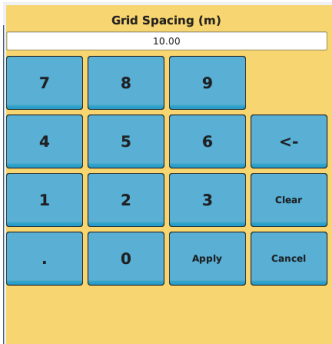 Grid Spacing (m)
10.00
7 8 9
4 5 6 <-
1 2 3 Clear
. 0 Apply Cancel